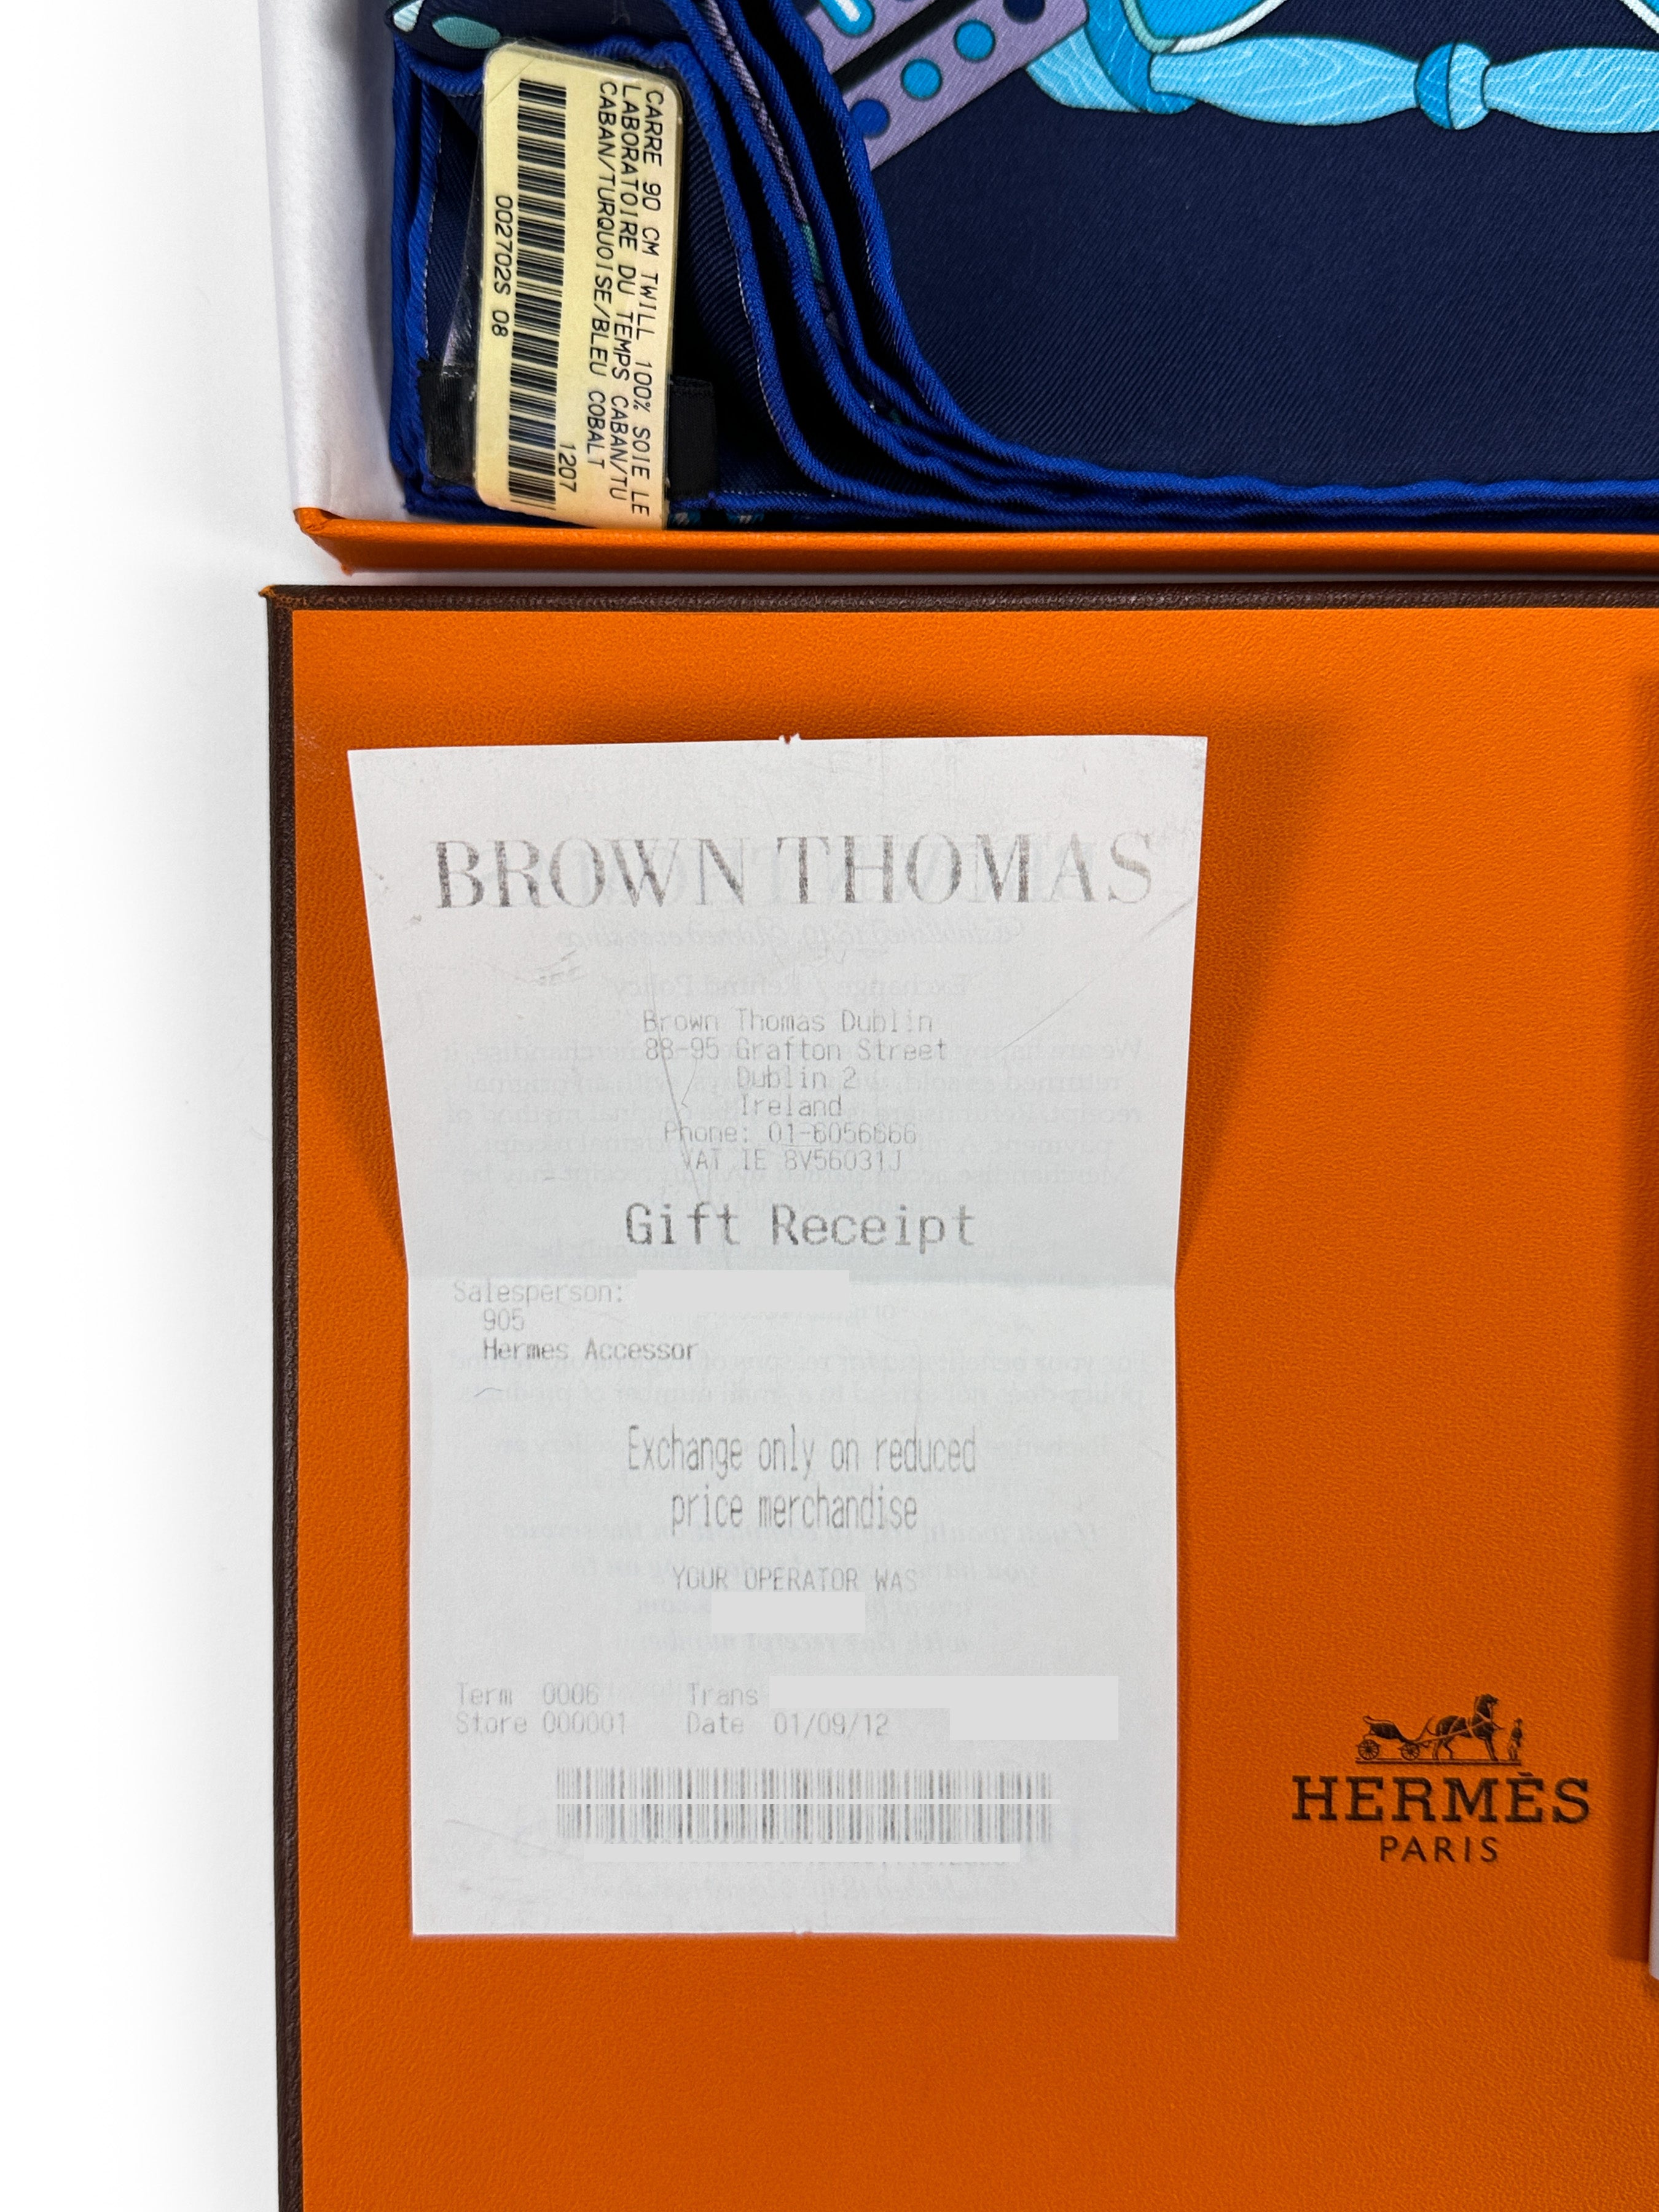 CARRE 90 CM TWILL 100% SOIE LE
LABORATOIRE DU TEMPS CABAN/TU
CABAN/TURQUOISE/BLEU COBALT
1207
002702S 08
BROWN THOMAS
Brown Thomas Dublin
88-95 Grafton Street
Dublin 2
Ireland
Phone: 01-6056666
VAT IE 8V56031J
Gift Receipt
Salesperson:
905
Hermes Accessor
Exchange only on reduced
price merchandise
YOUR OPERATOR WAS
Term 0006 Trans
Store 000001 Date 01/09/12
HERMÈS
PARIS